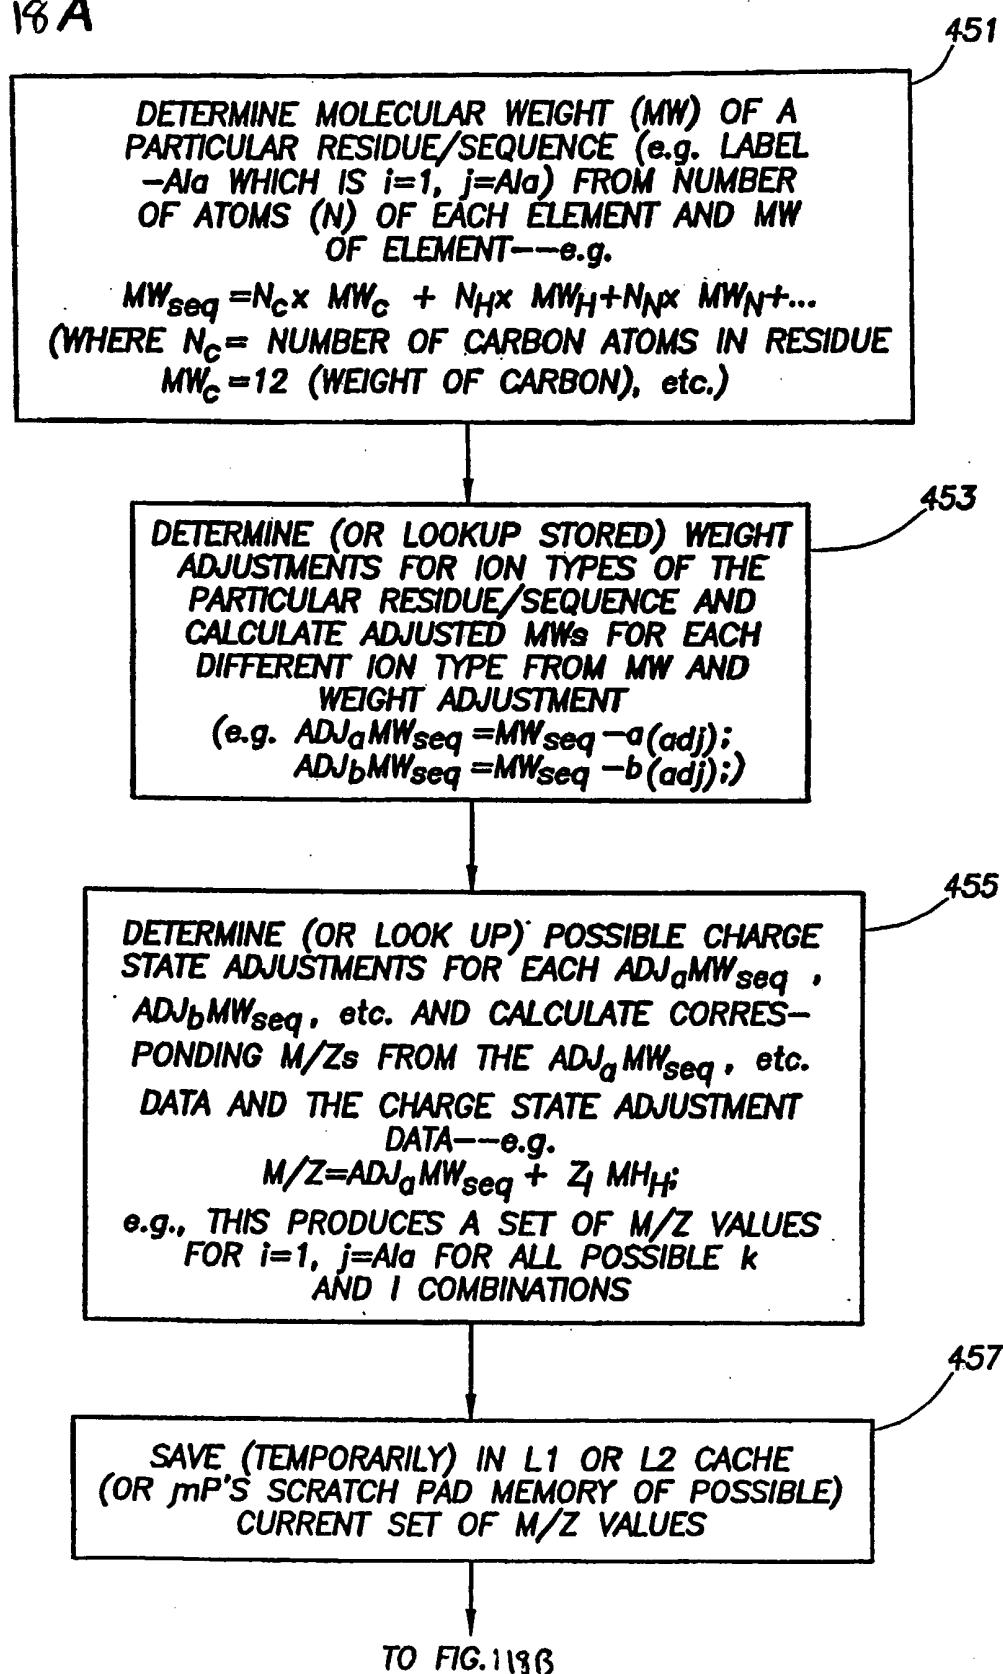 18A
451
DETERMINE MOLECULAR WEIGHT (MW) OF A
PARTICULAR RESIDUE/SEQUENCE (e.g. LABEL
-Ala WHICH IS i=1, j=Ala) FROM NUMBER
OF ATOMS (N) OF EACH ELEMENT AND MW
OF ELEMENT--e.g.
MWseq =Ncx MWc + NHx MWH+NNx MWN+...
(WHERE Nc= NUMBER OF CARBON ATOMS IN RESIDUE
MWc=12 (WEIGHT OF CARBON), etc.)
453
DETERMINE (OR LOOKUP STORED) WEIGHT
ADJUSTMENTS FOR ION TYPES OF THE
PARTICULAR RESIDUE/SEQUENCE AND
CALCULATE ADJUSTED MWs FOR EACH
DIFFERENT ION TYPE FROM MW AND
WEIGHT ADJUSTMENT
(e.g. ADJaMWseq =MWseq -a(adj);
ADJbMWseq =MWseq -b(adj);)
455
DETERMINE (OR LOOK UP) POSSIBLE CHARGE
STATE ADJUSTMENTS FOR EACH ADJaMWseq ,
ADJbMWseq, etc. AND CALCULATE CORRES-
PONDING M/Zs FROM THE ADJaMWseq, etc.
DATA AND THE CHARGE STATE ADJUSTMENT
DATA--e.g.
M/Z=ADJaMWseq + Zl MHH;
e.g., THIS PRODUCES A SET OF M/Z VALUES
FOR i=1, j=Ala FOR ALL POSSIBLE k
AND l COMBINATIONS
457
SAVE (TEMPORARILY) IN L1 OR L2 CACHE
(OR mP'S SCRATCH PAD MEMORY OF POSSIBLE)
CURRENT SET OF M/Z VALUES
TO FIG.118B